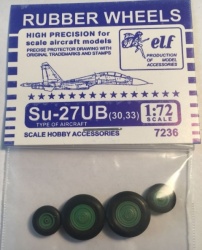 RUBBER WHEELS
HIGH PRECISION for
scale aircraft models
PRECISE PROTECTOR DRAWING WITH
ORIGINAL TRADEMARKS AND STAMPS
elf
PRODUCTION
OF MODEL
ACCESSORIES
Su-27UB (30,33)
TYPE OF AIRCRAFT
1:72
SCALE
SCALE HOBBY ACCESSORIES
7236